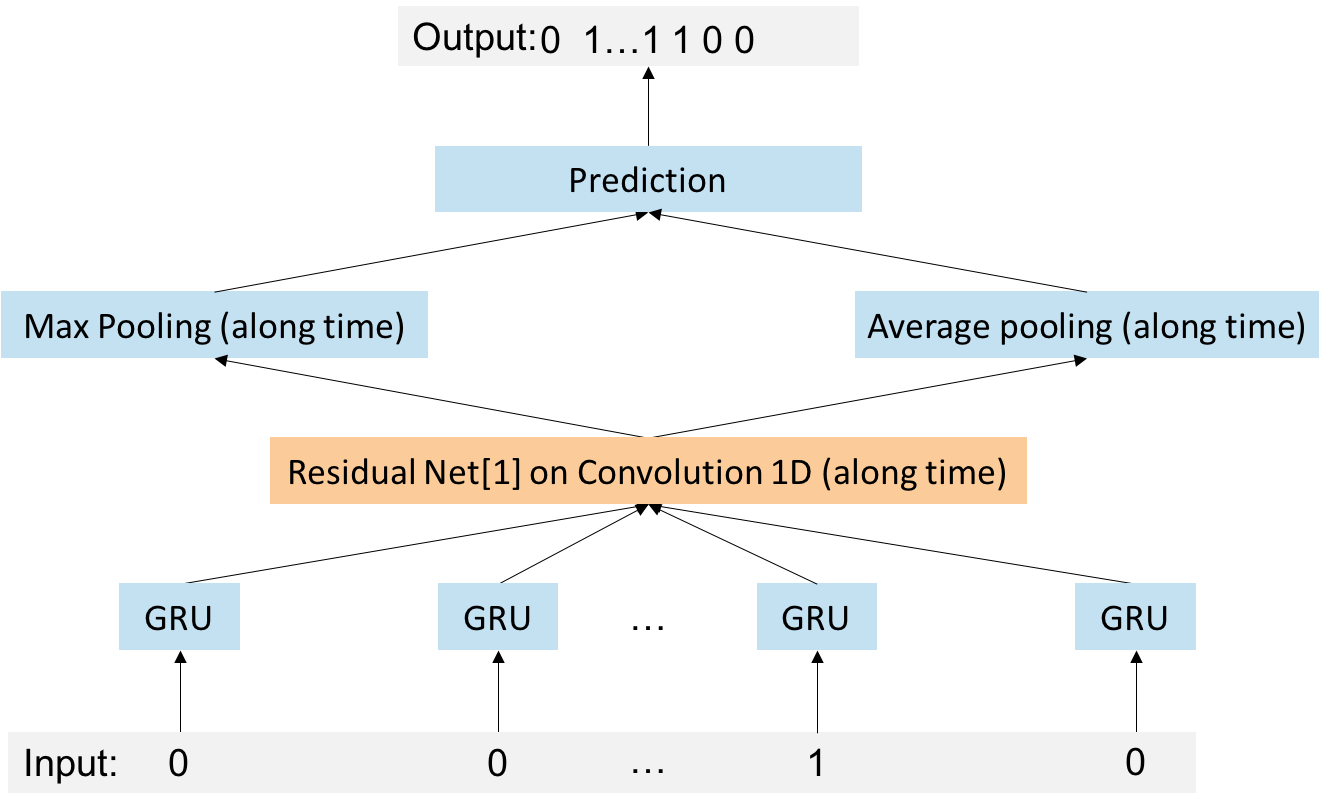 Output:0 1...1 1 0 0
Prediction
Max Pooling (along time)
Average pooling (along time)
Residual Net[1] on Convolution 1D (along time)
GRU GRU ... GRU GRU
Input: 0 0 ... 1 0